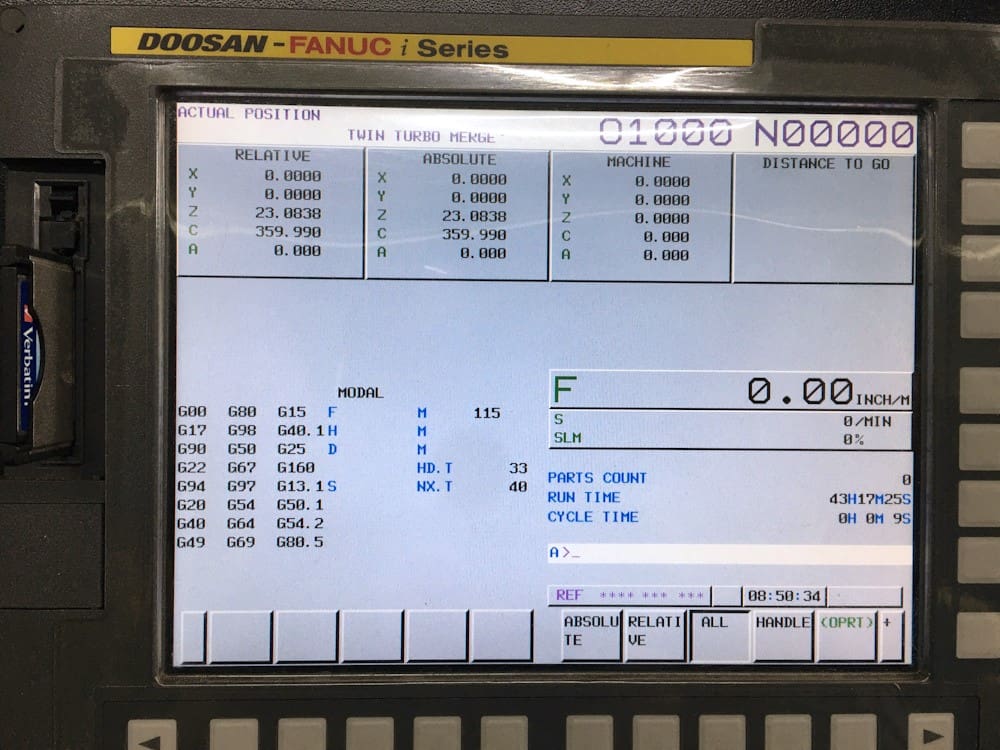 DOOSAN-FANUC i Series
ACTUAL POSITION
TWIN TURBO MERGE O1000 N00000
RELATIVE ABSOLUTE MACHINE DISTANCE TO GO
X 0.0000 X 0.0000 X 0.0000
Y 0.0000 Y 0.0000 Y 0.0000
Z 23.0838 Z 23.0838 Z 0.0000
C 359.990 C 359.990 C 0.000
A 0.000 A 0.000 A 0.000
Verbatim.
MODAL
G00 G80 G15 F M 115
G17 G98 G40.1 H M
G90 G50 G25 D M
G22 G67 G160 HD.T 33
G94 G97 G13.1 S NX.T 40
G20 G54 G50.1
G40 G64 G54.2
G49 G69 G80.5
F 0.00 INCH/M
S 0/MIN
SLM 0%
PARTS COUNT 0
RUN TIME 43H17M25S
CYCLE TIME 0H 0M 9S
A>_
REF **** *** *** 08:50:34
ABSOLUTE RELATIVE ALL HANDLE (OPRT) +